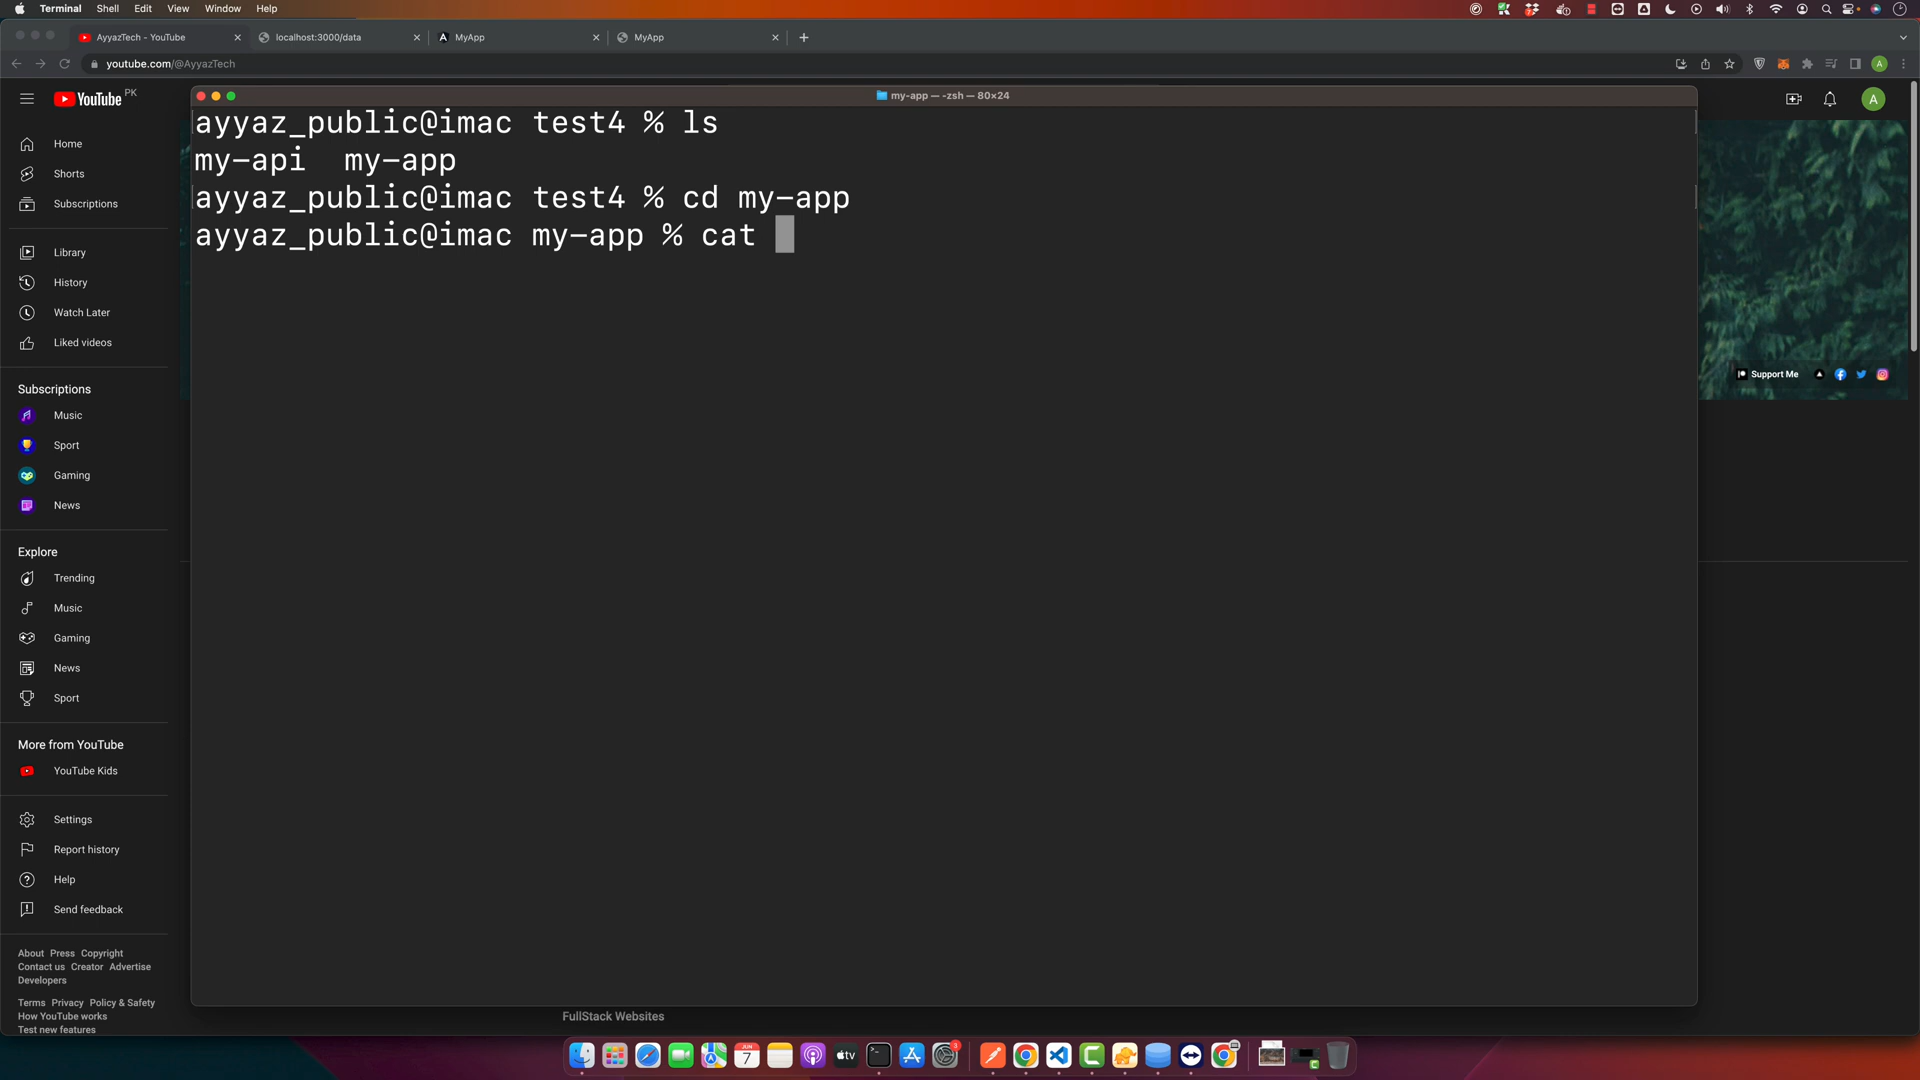 Terminal Shell Edit View Window Help
AyyazTech - YouTube
localhost:3000/data
MyApp
MyApp
youtube.com/@AyyazTech
A
YouTube PK
A
my-app — -zsh — 80×24
ayyaz_public@imac test4 % ls
my-api my-app
ayyaz_public@imac test4 % cd my-app
ayyaz_public@imac my-app % cat
Home
Shorts
Subscriptions
Library
History
Watch Later
Liked videos
Subscriptions
Music
Sport
Gaming
News
Explore
Trending
Music
Gaming
News
Sport
More from YouTube
YouTube Kids
Settings
Report history
Help
Send feedback
About Press Copyright
Contact us Creator Advertise
Developers
Terms Privacy Policy & Safety
How YouTube works
Test new features
Support Me
FullStack Websites
JUN
7
tv
3